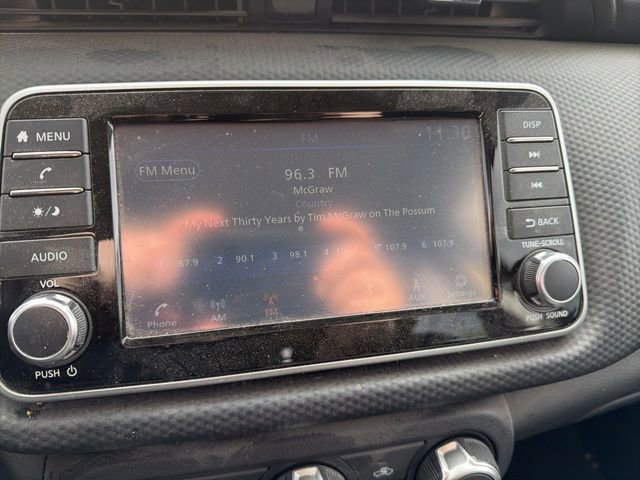 MENU
AUDIO
VOL
PUSH
FM
11:30
FM Menu
96.3 FM
McGraw
Country
My Next Thirty Years by Tim McGraw on The Possum
87.9 2 90.1 3 98.1 4 5 107.9 6 107.9
Phone
AM
AUX
Settings
DISP
BACK
TUNE·SCROLL
PUSH SOUND